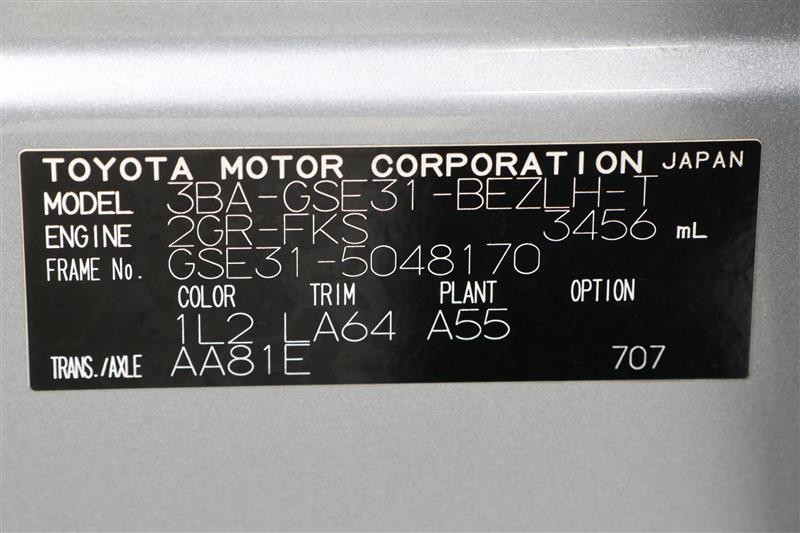 TOYOTA MOTOR CORPORATION JAPAN
MODEL 3BA-GSE31-BEZLH-T
ENGINE 2GR-FKS 3456 mL
FRAME No. GSE31-5048170
COLOR TRIM PLANT OPTION
1L2 LA64 A55
TRANS./AXLE AA81E 707